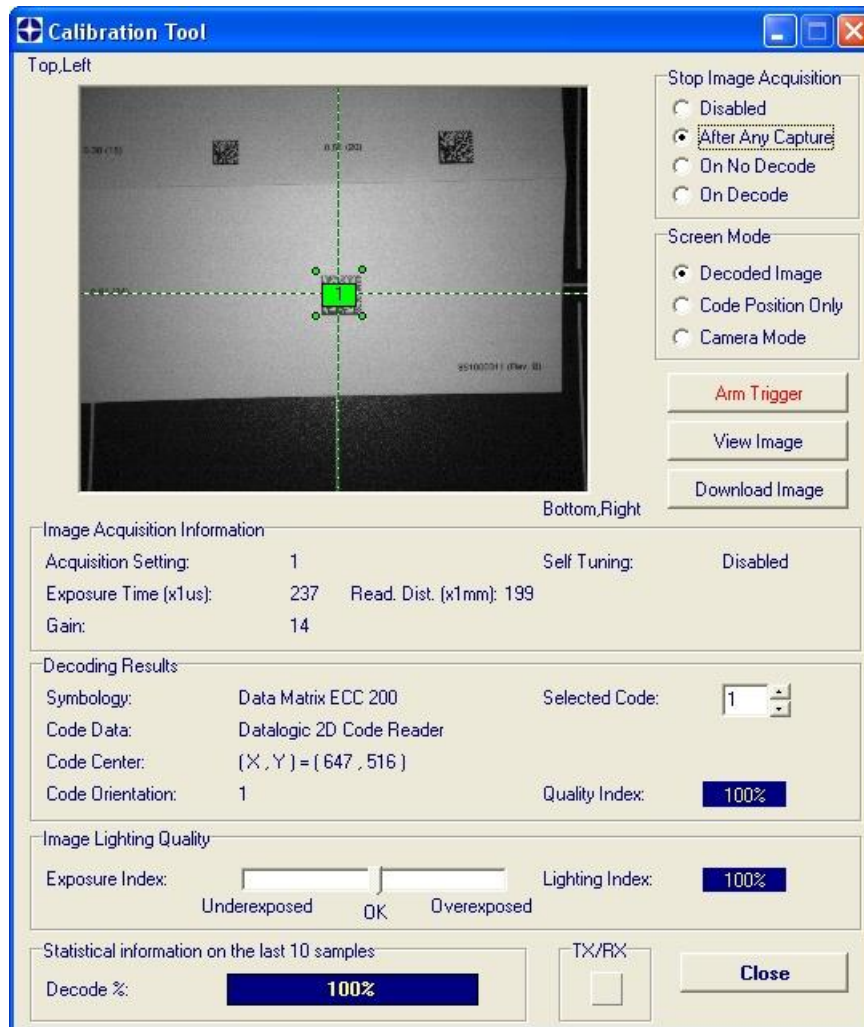 Calibration Tool
Top,Left
0.56 (20)
1
851000011 (Rev. B)
Bottom,Right
Stop Image Acquisition
Disabled
After Any Capture
On No Decode
On Decode
Screen Mode
Decoded Image
Code Position Only
Camera Mode
Arm Trigger
View Image
Download Image
Image Acquisition Information
Acquisition Setting: 1 Self Tuning: Disabled
Exposure Time (x1us): 237 Read. Dist. (x1mm): 199
Gain: 14
Decoding Results
Symbology: Data Matrix ECC 200 Selected Code: 1
Code Data: Datalogic 2D Code Reader
Code Center: ( X , Y ) = ( 647 , 516 )
Code Orientation: 1 Quality Index: 100%
Image Lighting Quality
Exposure Index: Lighting Index: 100%
Underexposed OK Overexposed
Statistical information on the last 10 samples
Decode %: 100%
TX/RX
Close